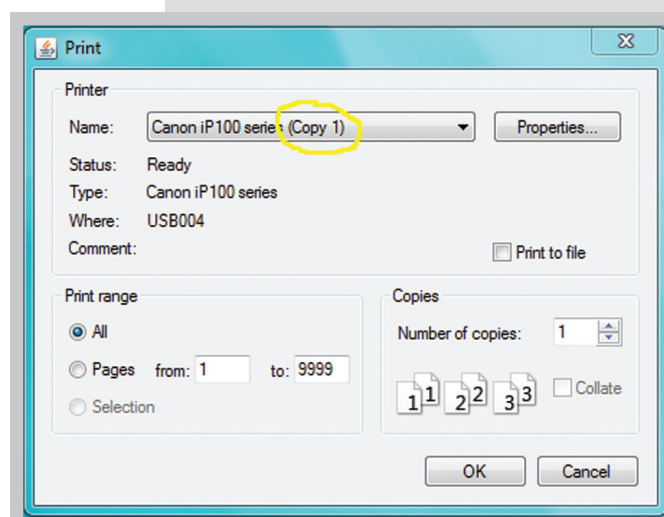 Print
Printer
Name: Canon iP100 series (Copy 1) Properties...
Status: Ready
Type: Canon iP100 series
Where: USB004
Comment: Print to file
Print range
All
Pages from: 1 to: 9999
Selection
Copies
Number of copies: 1
1 1 2 2 3 3 Collate
OK Cancel